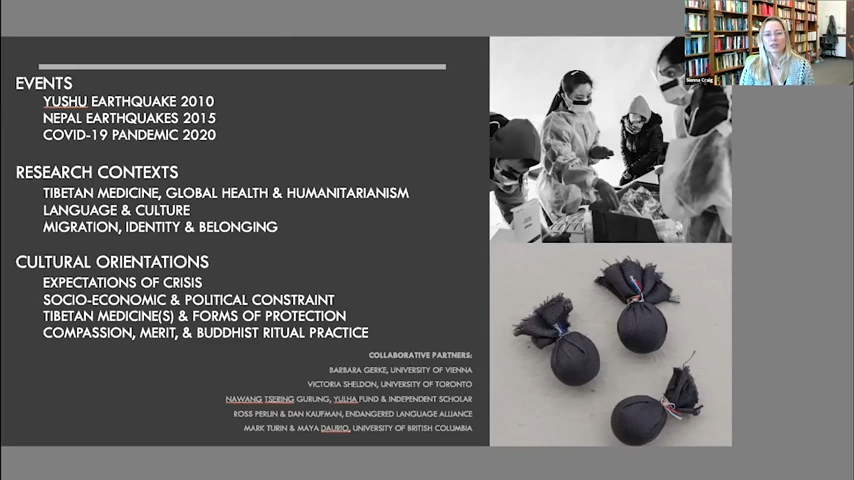 EVENTS
YUSHU EARTHQUAKE 2010
NEPAL EARTHQUAKES 2015
COVID-19 PANDEMIC 2020
RESEARCH CONTEXTS
TIBETAN MEDICINE, GLOBAL HEALTH & HUMANITARIANISM
LANGUAGE & CULTURE
MIGRATION, IDENTITY & BELONGING
CULTURAL ORIENTATIONS
EXPECTATIONS OF CRISIS
SOCIO-ECONOMIC & POLITICAL CONSTRAINT
TIBETAN MEDICINE(S) & FORMS OF PROTECTION
COMPASSION, MERIT, & BUDDHIST RITUAL PRACTICE
COLLABORATIVE PARTNERS:
BARBARA GERKE, UNIVERSITY OF VIENNA
VICTORIA SHELDON, UNIVERSITY OF TORONTO
NAWANG TSERING GURUNG, YULHA FUND & INDEPENDENT SCHOLAR
ROSS PERLIN & DAN KAUFMAN, ENDANGERED LANGUAGE ALLIANCE
MARK TURIN & MAYA DAURIO, UNIVERSITY OF BRITISH COLUMBIA
Sienna Craig